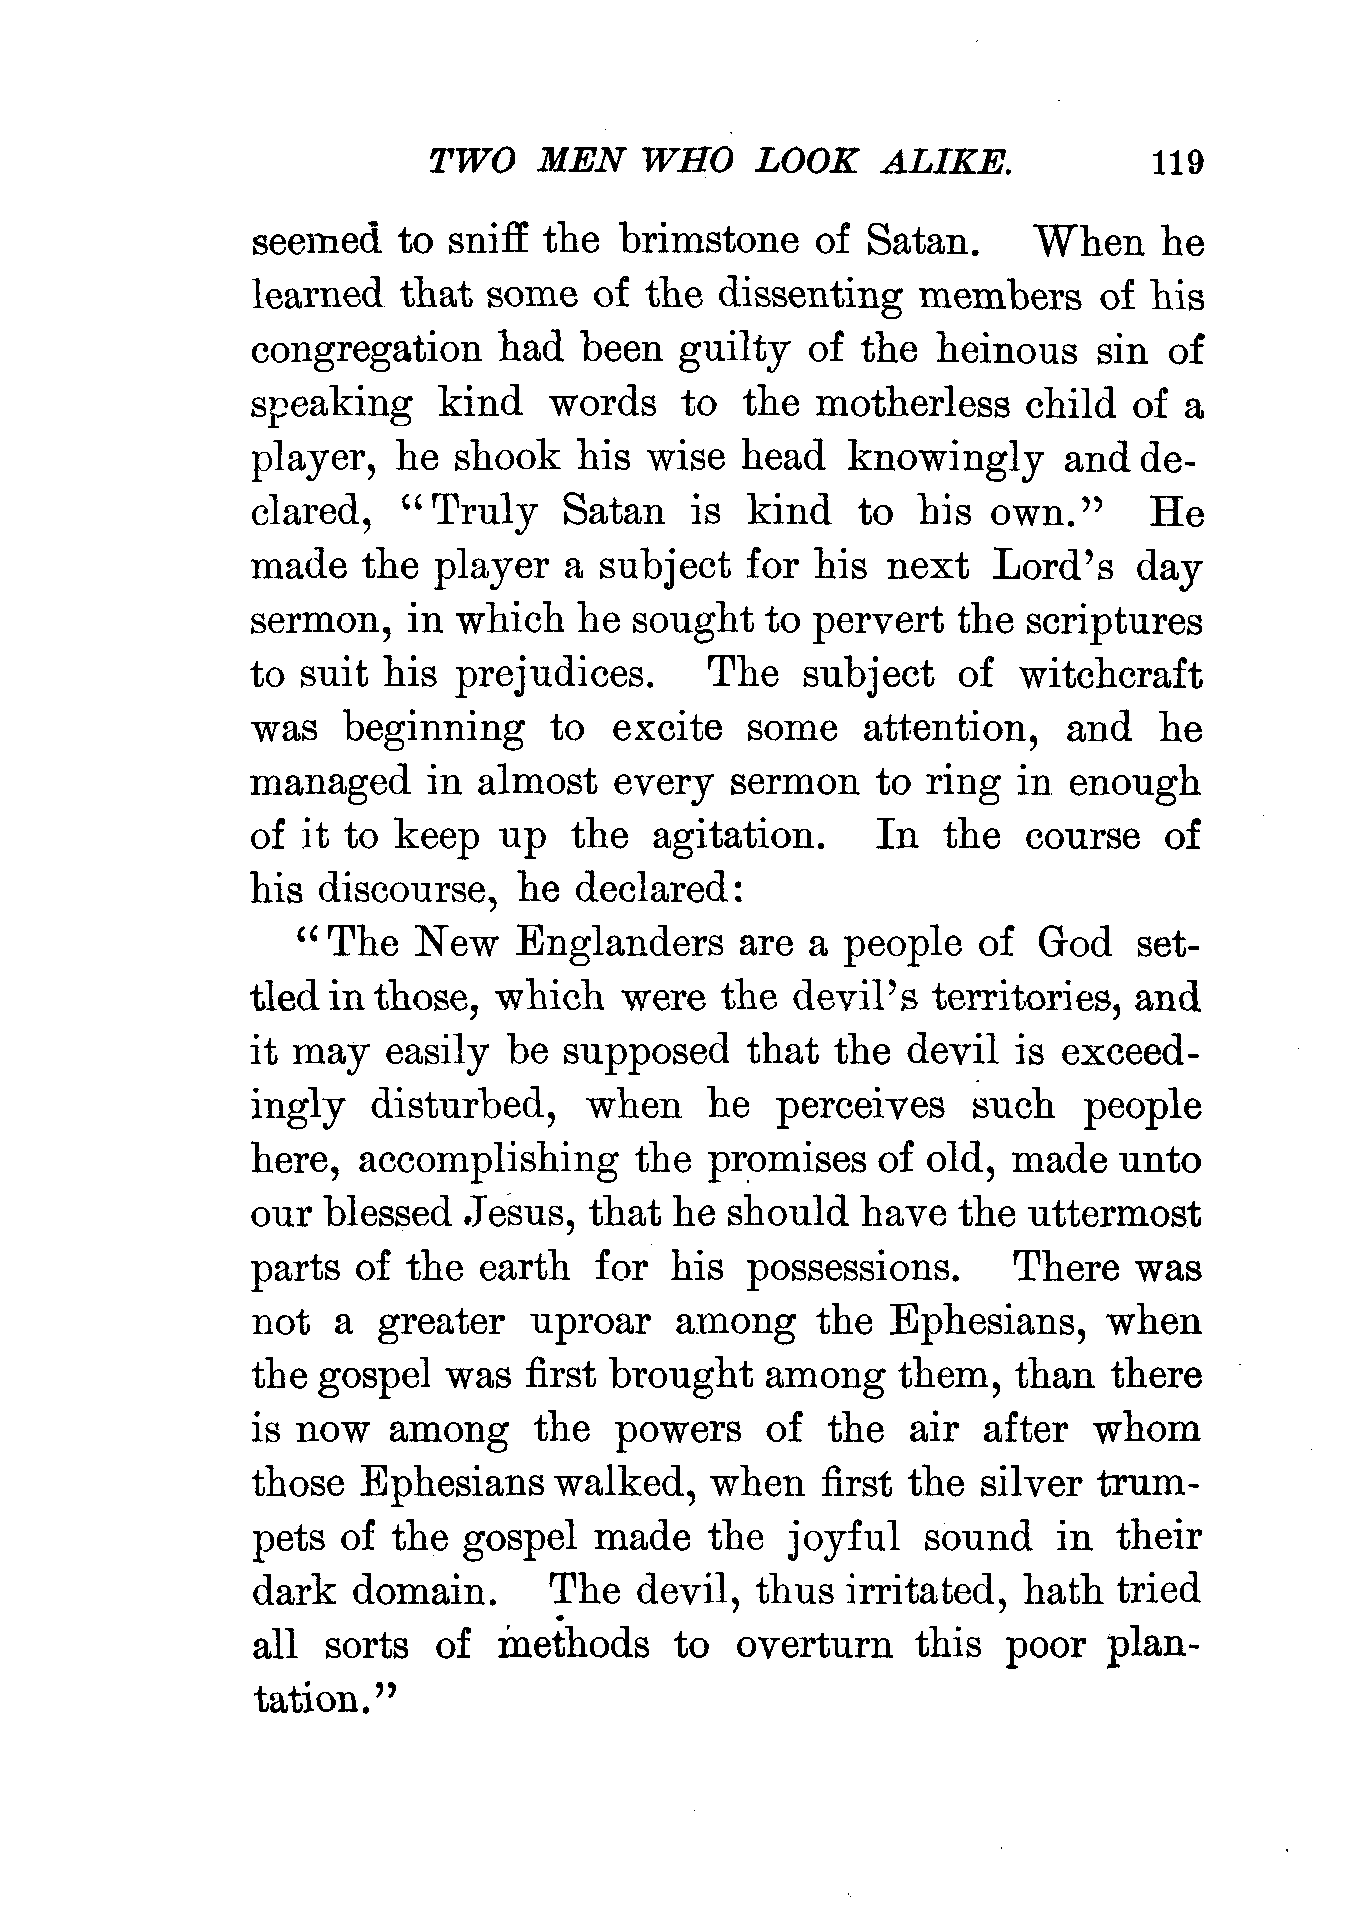 TWO MEN WHO LOOK ALIKE. 119
seemed to sniff the brimstone of Satan. When he
learned that some of the dissenting members of his
congregation had been guilty of the heinous sin of
speaking kind words to the motherless child of a
player, he shook his wise head knowingly and de-
clared, "Truly Satan is kind to his own." He
made the player a subject for his next Lord's day
sermon, in which he sought to pervert the scriptures
to suit his prejudices. The subject of witchcraft
was beginning to excite some attention, and he
managed in almost every sermon to ring in enough
of it to keep up the agitation. In the course of
his discourse, he declared:
"The New Englanders are a people of God set-
tled in those, which were the devil's territories, and
it may easily be supposed that the devil is exceed-
ingly disturbed, when he perceives such people
here, accomplishing the promises of old, made unto
our blessed Jesus, that he should have the uttermost
parts of the earth for his possessions. There was
not a greater uproar among the Ephesians, when
the gospel was first brought among them, than there
is now among the powers of the air after whom
those Ephesians walked, when first the silver trum-
pets of the gospel made the joyful sound in their
dark domain. The devil, thus irritated, hath tried
all sorts of methods to overturn this poor plan-
tation."